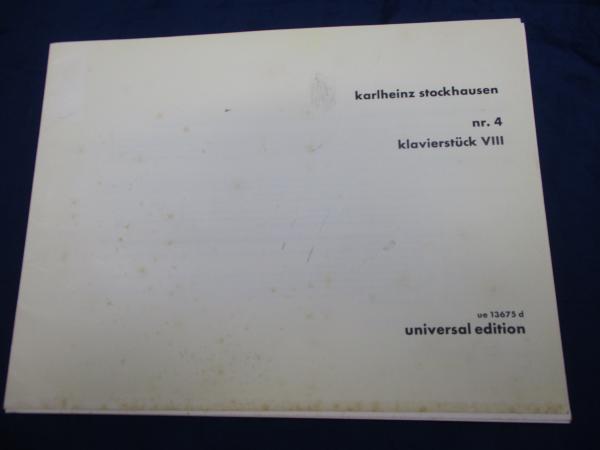 karlheinz stockhausen
nr. 4
klavierstück VIII
ue 13675 d
universal edition